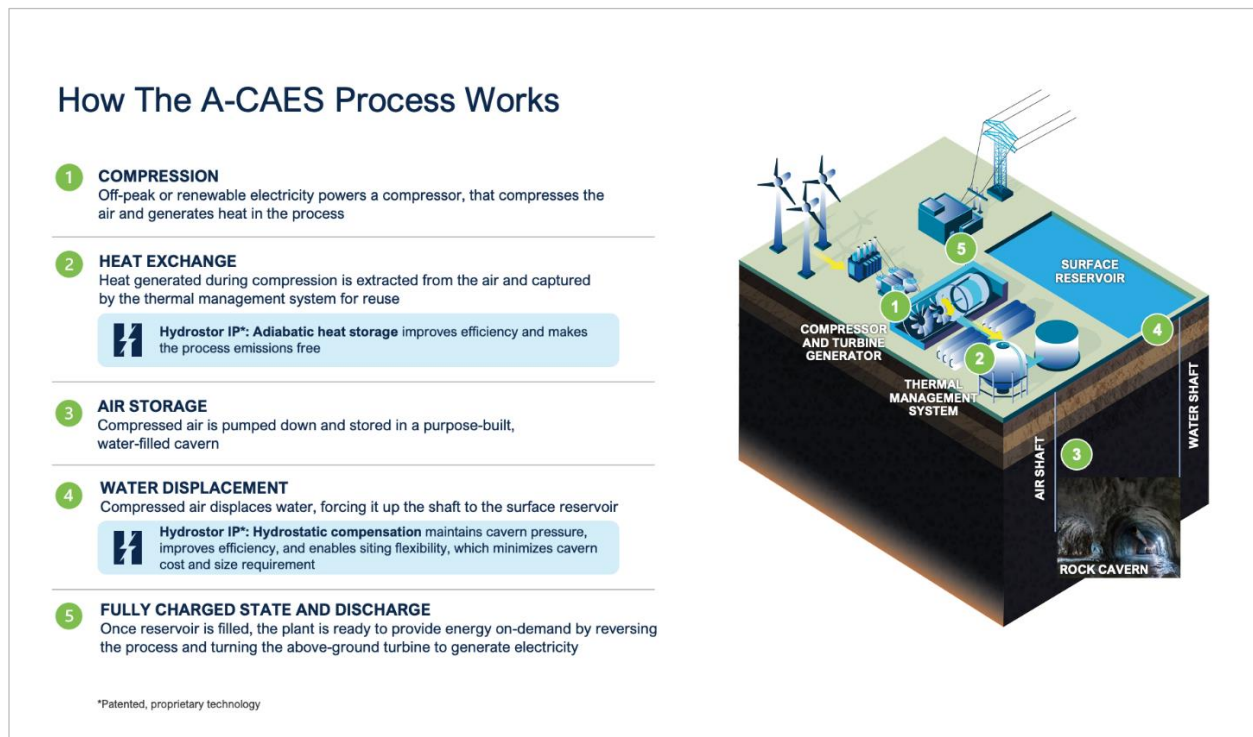 How The A-CAES Process Works
1
COMPRESSION
Off-peak or renewable electricity powers a compressor, that compresses the
air and generates heat in the process
2
HEAT EXCHANGE
Heat generated during compression is extracted from the air and captured
by the thermal management system for reuse
Hydrostor IP*: Adiabatic heat storage improves efficiency and makes
the process emissions free
3
AIR STORAGE
Compressed air is pumped down and stored in a purpose-built,
water-filled cavern
4
WATER DISPLACEMENT
Compressed air displaces water, forcing it up the shaft to the surface reservoir
Hydrostor IP*: Hydrostatic compensation maintains cavern pressure,
improves efficiency, and enables siting flexibility, which minimizes cavern
cost and size requirement
5
FULLY CHARGED STATE AND DISCHARGE
Once reservoir is filled, the plant is ready to provide energy on-demand by reversing
the process and turning the above-ground turbine to generate electricity
*Patented, proprietary technology
5
SURFACE
RESERVOIR
1
COMPRESSOR
AND TURBINE
GENERATOR
4
2
THERMAL
MANAGEMENT
SYSTEM
WATER SHAFT
AIR SHAFT
3
ROCK CAVERN